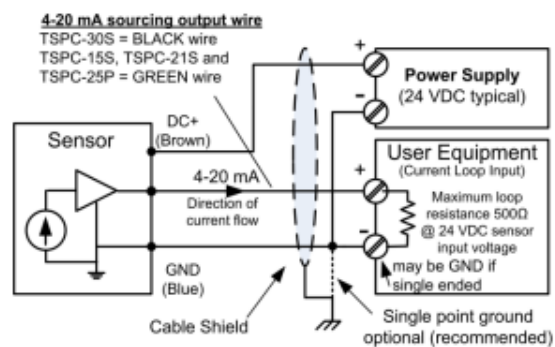 4-20 mA sourcing output wire
TSPC-30S = BLACK wire
TSPC-15S, TSPC-21S and
TSPC-25P = GREEN wire
+
Power Supply
(24 VDC typical)
-
DC+
(Brown)
Sensor
4-20 mA
Direction of
current flow
User Equipment
(Current Loop Input)
+
Maximum loop
resistance 500Ω
@ 24 VDC sensor
input voltage
-
may be GND if
single ended
GND
(Blue)
Cable Shield
Single point ground
optional (recommended)